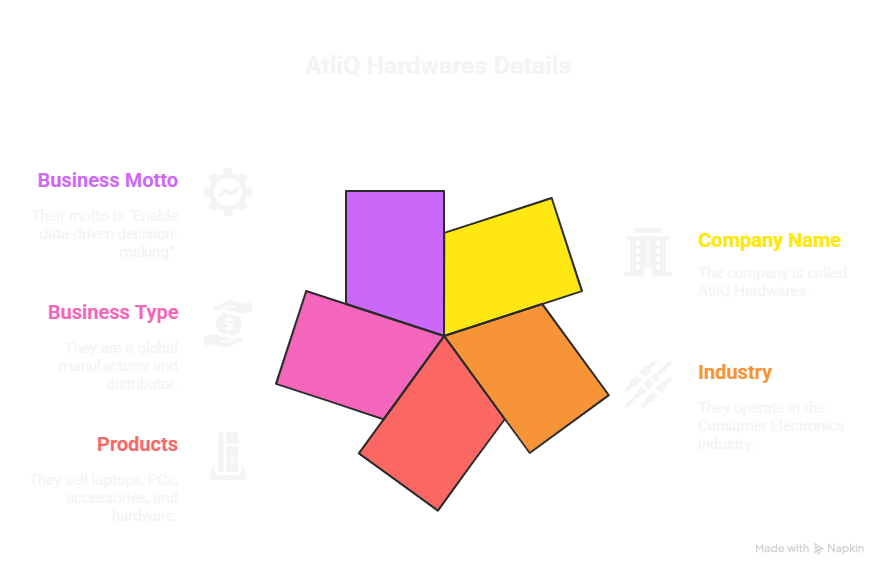 AtliQ Hardwares Details
Business Motto
Their motto is "Enable
data-driven decision-
making".
Business Type
They are a global
manufacturer and
distributor.
Products
They sell laptops, PCs,
accessories, and
hardware.
Company Name
The company is called
AtliQ Hardwares.
Industry
They operate in the
Consumer Electronics
industry.
$
Made with Napkin